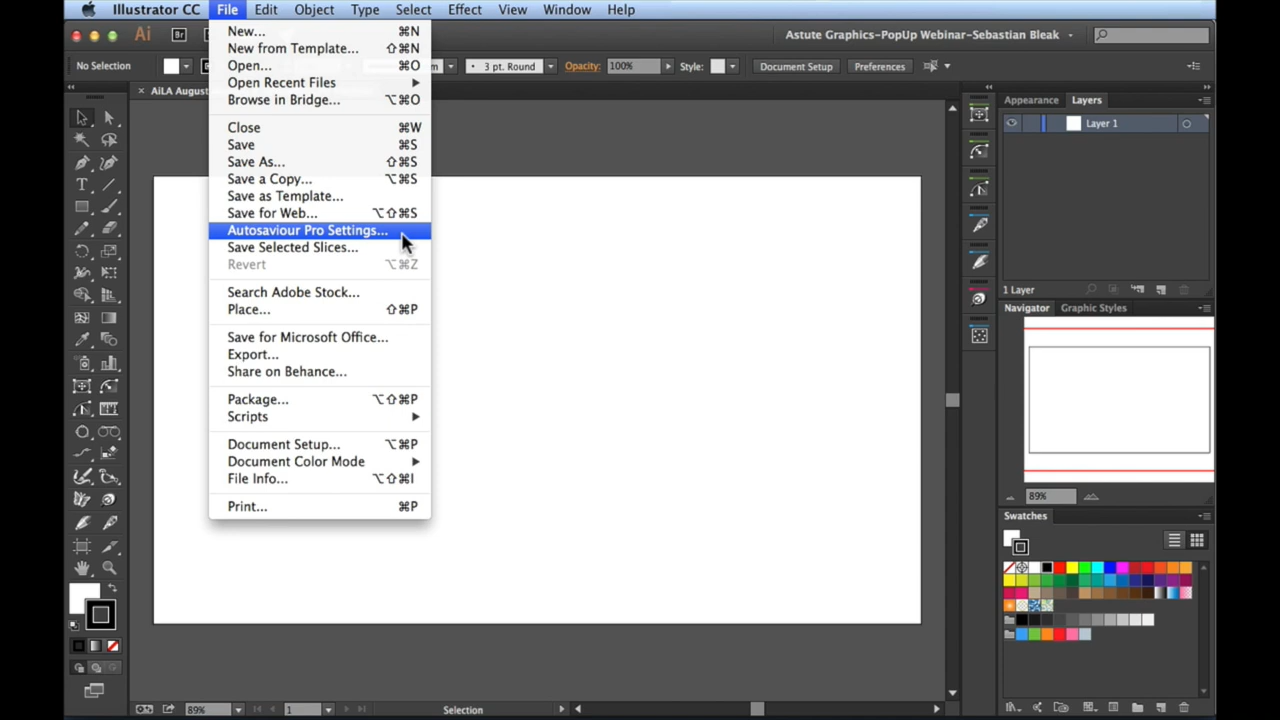 Illustrator CC File Edit Object Type Select Effect View Window Help
Ai Br Astute Graphics-PopUp Webinar-Sebastian Bleak
No Selection 3 pt. Round Opacity: 100% Style: Document Setup Preferences
× AiLA August
New... ⌘N
New from Template... ⇧⌘N
Open... ⌘O
Open Recent Files
Browse in Bridge... ⌥⌘O
Close ⌘W
Save ⌘S
Save As... ⇧⌘S
Save a Copy... ⌥⌘S
Save as Template...
Save for Web... ⌥⇧⌘S
Autosaviour Pro Settings...
Save Selected Slices...
Revert ⌥⌘Z
Search Adobe Stock...
Place... ⇧⌘P
Save for Microsoft Office...
Export...
Share on Behance...
Package... ⌥⇧⌘P
Scripts
Document Setup... ⌥⌘P
Document Color Mode
File Info... ⌥⇧⌘I
Print... ⌘P
Appearance Layers
Layer 1
1 Layer
Navigator Graphic Styles
89%
Swatches
89% 1 Selection